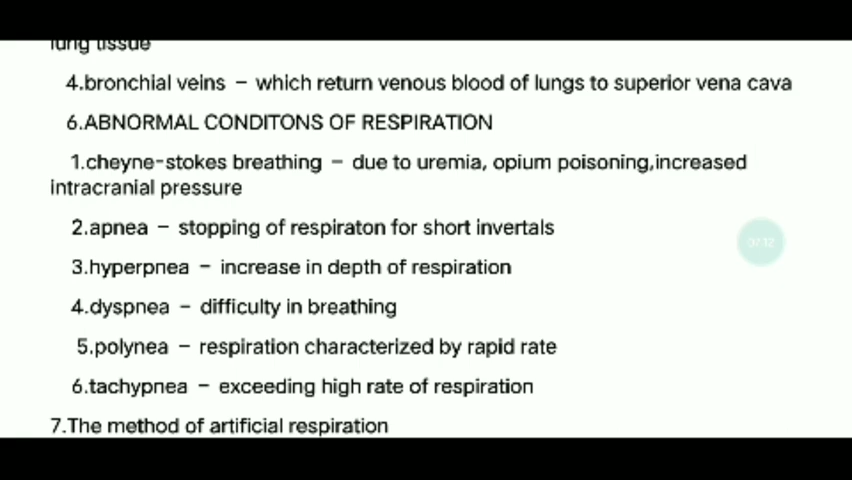 lung tissue
4.bronchial veins – which return venous blood of lungs to superior vena cava
6.ABNORMAL CONDITONS OF RESPIRATION
1.cheyne-stokes breathing – due to uremia, opium poisoning,increased
intracranial pressure
2.apnea – stopping of respiraton for short invertals
07:12
3.hyperpnea – increase in depth of respiration
4.dyspnea – difficulty in breathing
5.polynea – respiration characterized by rapid rate
6.tachypnea – exceeding high rate of respiration
7.The method of artificial respiration